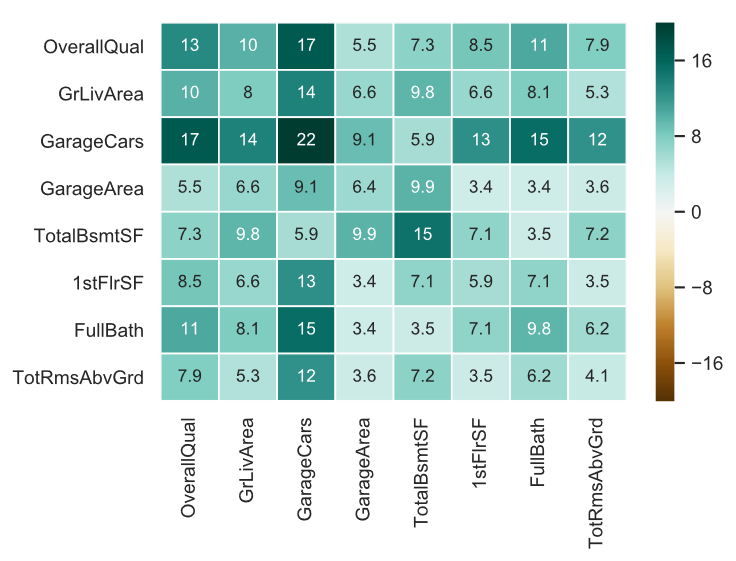 OverallQual 13 10 17 5.5 7.3 8.5 11 7.9
GrLivArea 10 8 14 6.6 9.8 6.6 8.1 5.3
GarageCars 17 14 22 9.1 5.9 13 15 12
GarageArea 5.5 6.6 9.1 6.4 9.9 3.4 3.4 3.6
TotalBsmtSF 7.3 9.8 5.9 9.9 15 7.1 3.5 7.2
1stFlrSF 8.5 6.6 13 3.4 7.1 5.9 7.1 3.5
FullBath 11 8.1 15 3.4 3.5 7.1 9.8 6.2
TotRmsAbvGrd 7.9 5.3 12 3.6 7.2 3.5 6.2 4.1
OverallQual
GrLivArea
GarageCars
GarageArea
TotalBsmtSF
1stFlrSF
FullBath
TotRmsAbvGrd
16
8
0
−8
−16